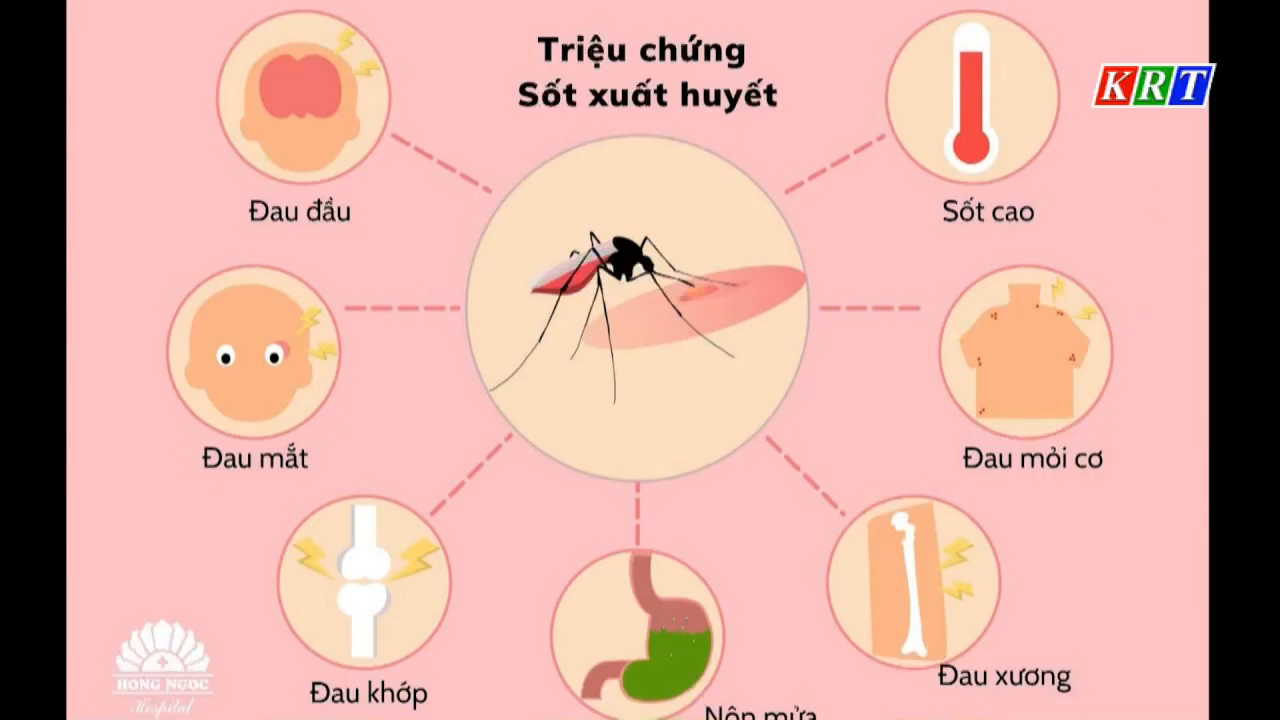 Triệu chứng
Sốt xuất huyết
KRT
Đau đầu
Sốt cao
Đau mắt
Đau mỏi cơ
Đau khớp
Nôn mửa
Đau xương
HONG NGOC
Hospital